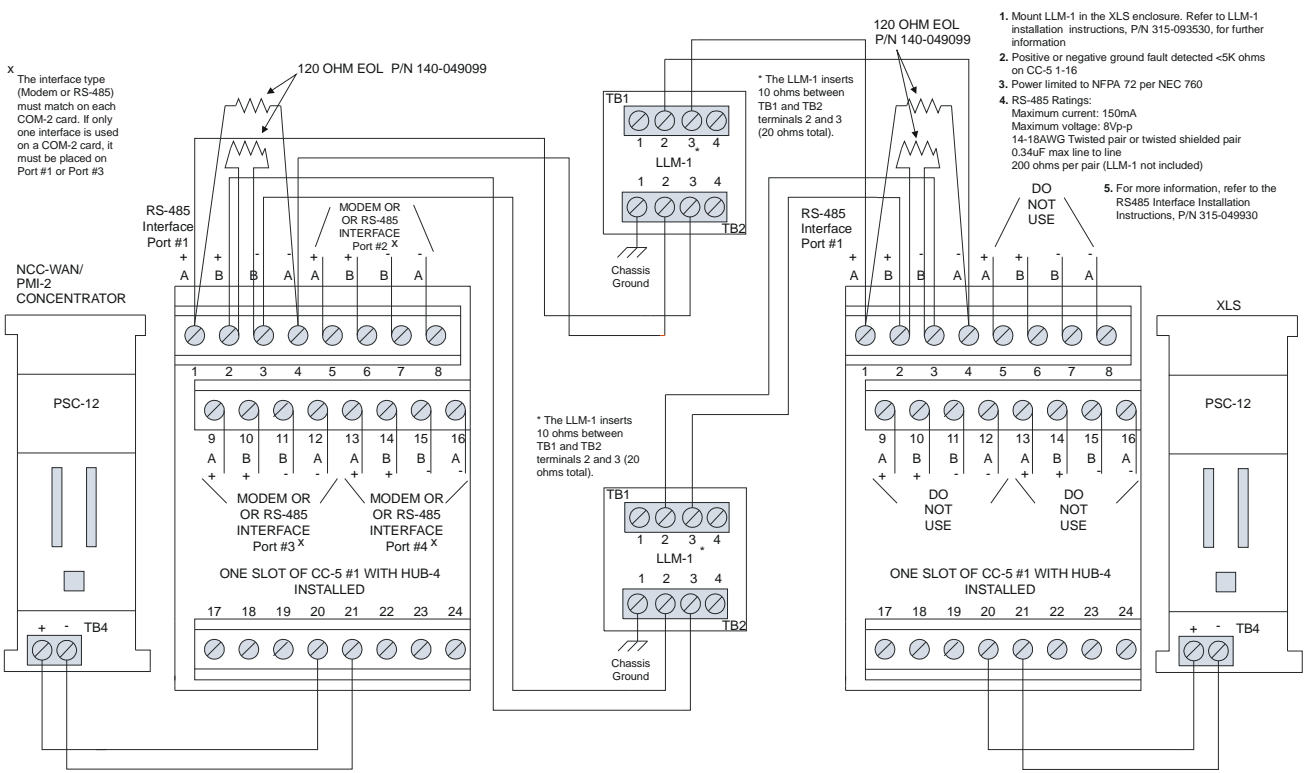 x
The interface type
(Modem or RS-485)
must match on each
COM-2 card. If only
one interface is used
on a COM-2 card, it
must be placed on
Port #1 or Port #3
120 OHM EOL P/N 140-049099
RS-485
Interface
Port #1
MODEM OR
OR RS-485
INTERFACE
Port #2 x
+ + - - + + - -
A B B A A B B A
NCC-WAN/
PMI-2
CONCENTRATOR
PSC-12
+ - TB4
1 2 3 4 5 6 7 8
9 10 11 12 13 14 15 16
A B B A A B B A
+ + - - + + - -
MODEM OR
OR RS-485
INTERFACE
Port #3 x
MODEM OR
OR RS-485
INTERFACE
Port #4 x
ONE SLOT OF CC-5 #1 WITH HUB-4
INSTALLED
17 18 19 20 21 22 23 24
TB1
1 2 3 4
*
LLM-1
1 2 3 4
TB2
Chassis
Ground
* The LLM-1 inserts
10 ohms between
TB1 and TB2
terminals 2 and 3
(20 ohms total).
* The LLM-1 inserts
10 ohms between
TB1 and TB2
terminals 2 and 3 (20
ohms total).
TB1
1 2 3 4
*
LLM-1
1 2 3 4
TB2
Chassis
Ground
120 OHM EOL
P/N 140-049099
RS-485
Interface
Port #1
DO
NOT
USE
+ + - - + + - -
A B B A A B B A
1 2 3 4 5 6 7 8
9 10 11 12 13 14 15 16
A B B A A B B A
+ + - - + + - -
DO
NOT
USE
DO
NOT
USE
ONE SLOT OF CC-5 #1 WITH HUB-4
INSTALLED
17 18 19 20 21 22 23 24
XLS
PSC-12
+ - TB4
1. Mount LLM-1 in the XLS enclosure. Refer to LLM-1
installation instructions, P/N 315-093530, for further
information
2. Positive or negative ground fault detected <5K ohms
on CC-5 1-16
3. Power limited to NFPA 72 per NEC 760
4. RS-485 Ratings:
Maximum current: 150mA
Maximum voltage: 8Vp-p
14-18AWG Twisted pair or twisted shielded pair
0.34uF max line to line
200 ohms per pair (LLM-1 not included)
5. For more information, refer to the
RS485 Interface Installation
Instructions, P/N 315-049930